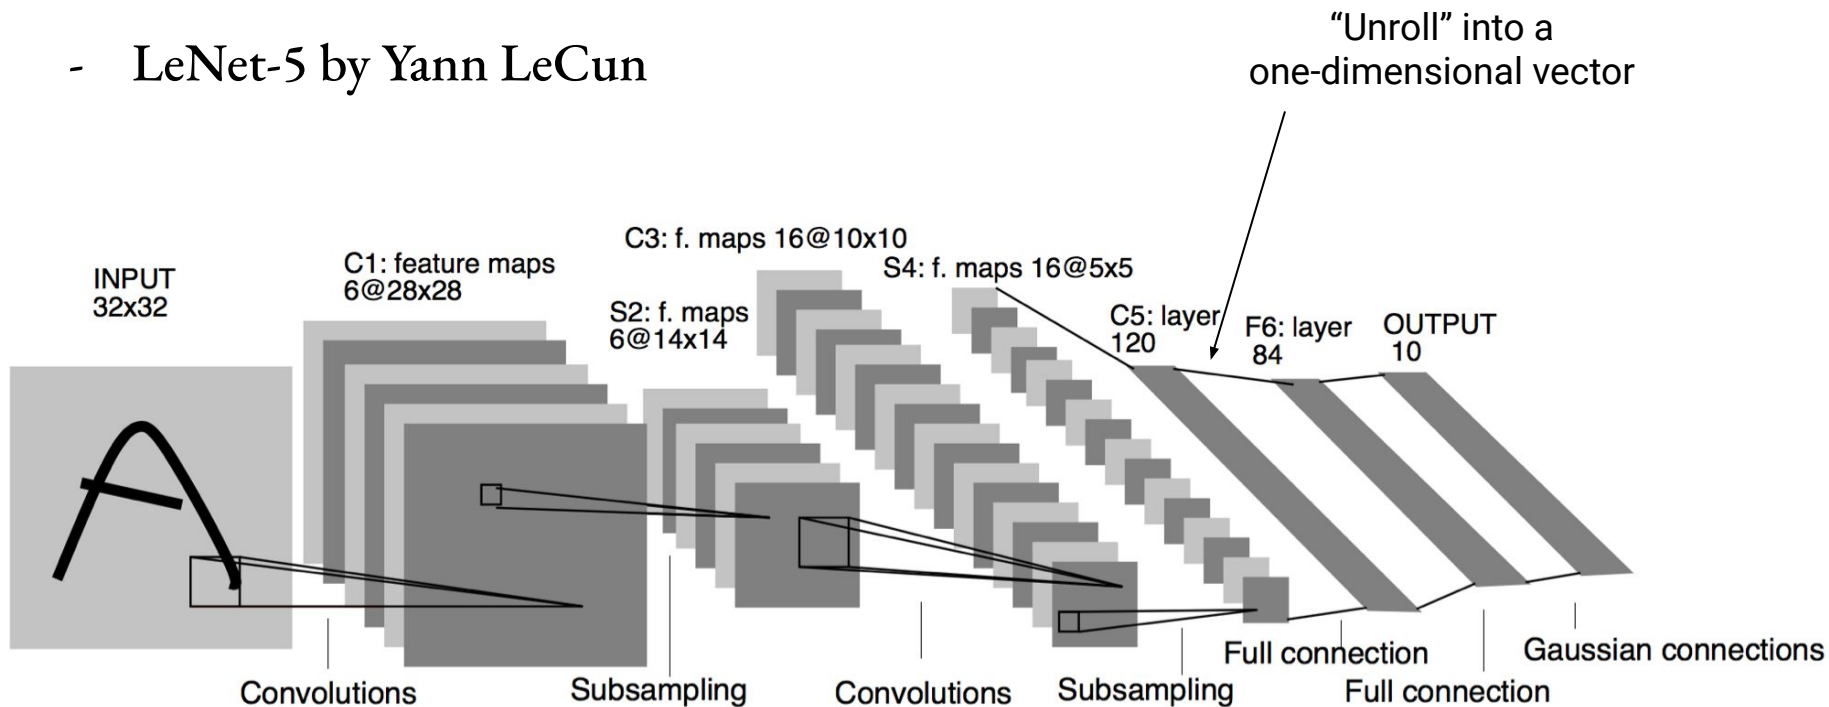 - LeNet-5 by Yann LeCun
“Unroll” into a
one-dimensional vector
INPUT
32x32
C1: feature maps
6@28x28
S2: f. maps
6@14x14
C3: f. maps 16@10x10
S4: f. maps 16@5x5
C5: layer
120
F6: layer
84
OUTPUT
10
Convolutions
Subsampling
Convolutions
Subsampling
Full connection
Full connection
Gaussian connections